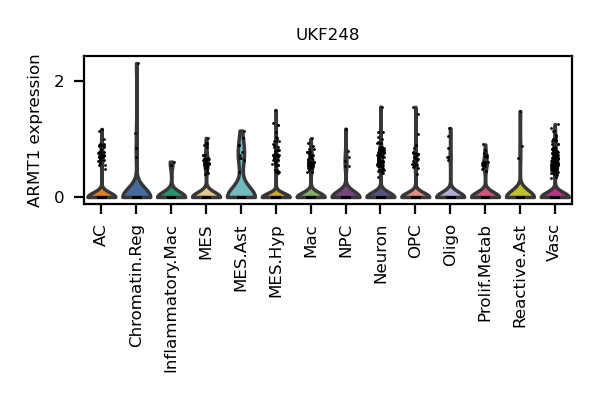 UKF248
ARMT1 expression
2
0
AC
Chromatin.Reg
Inflammatory.Mac
MES
MES.Ast
MES.Hyp
Mac
NPC
Neuron
OPC
Oligo
Prolif.Metab
Reactive.Ast
Vasc